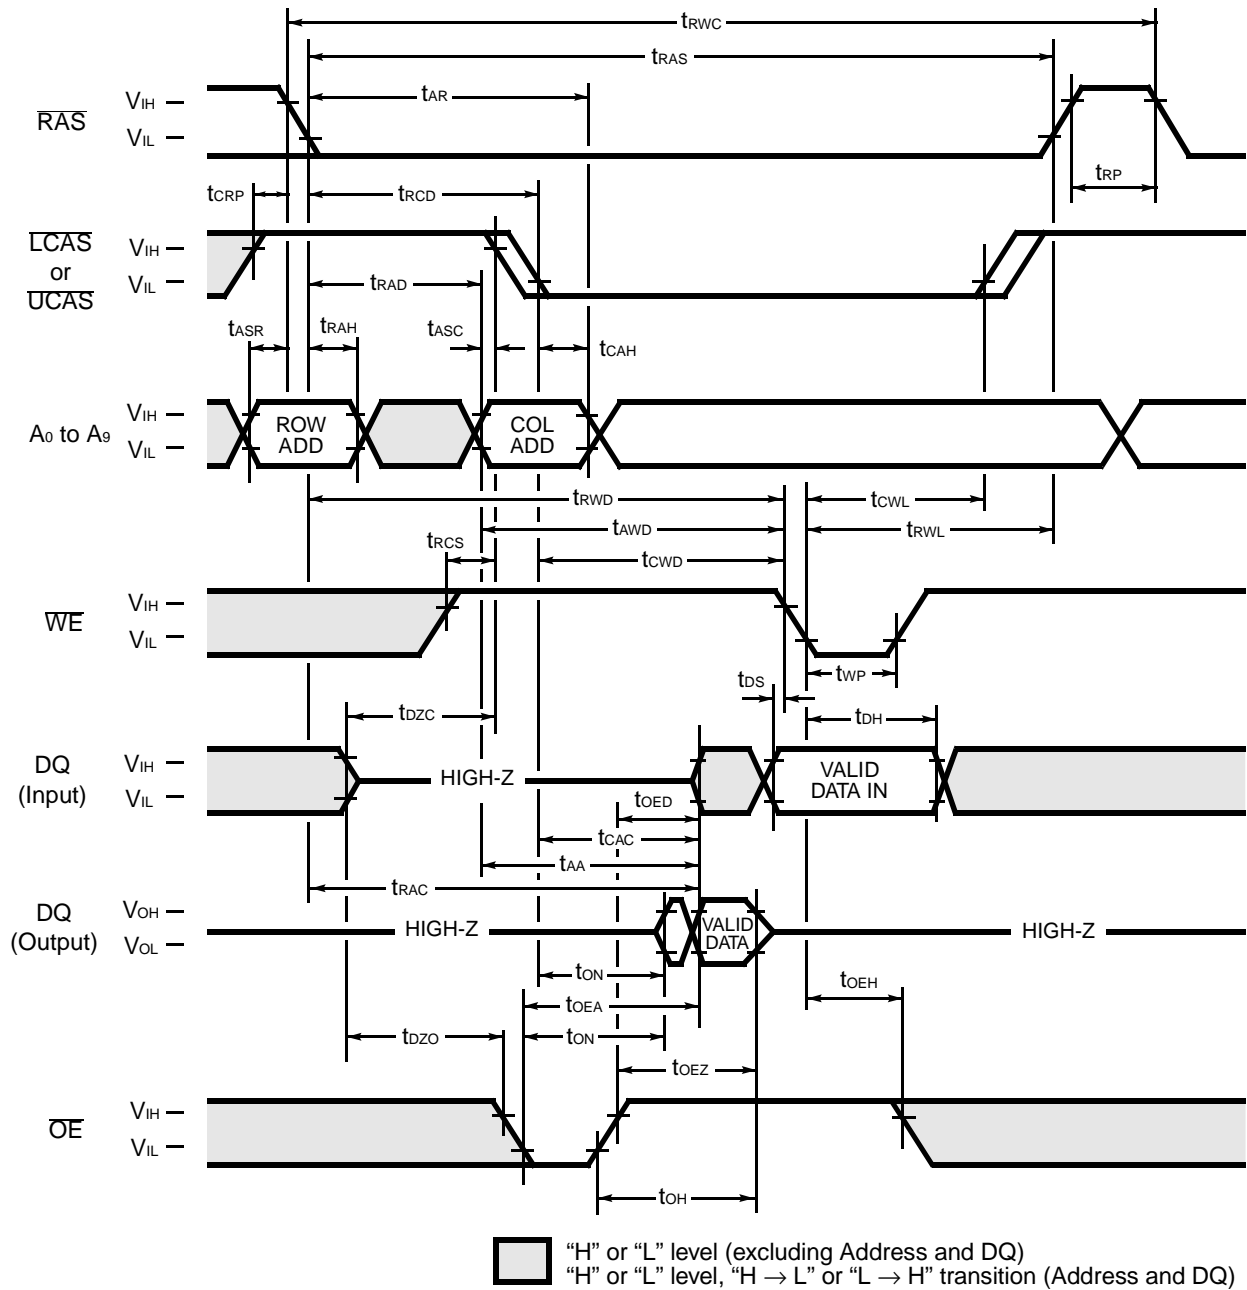 tRWC
tRAS
tAR
RAS
VIH
VIL
tRP
tCRP
tRCD
LCAS
or
UCAS
VIH
VIL
tRAD
tASR
tRAH
tASC
tCAH
A0 to A9
VIH
VIL
ROW
ADD
COL
ADD
tRWD
tCWL
tAWD
tRWL
tRCS
tCWD
WE
VIH
VIL
tWP
tDS
tDZC
tDH
DQ
(Input)
VIH
VIL
HIGH-Z
VALID
DATA IN
tOED
tCAC
tAA
tRAC
DQ
(Output)
VOH
VOL
HIGH-Z
VALID
DATA
HIGH-Z
tON
tOEH
tOEA
tDZO
tON
tOEZ
OE
VIH
VIL
tOH
“H” or “L” level (excluding Address and DQ)
“H” or “L” level, “H → L” or “L → H” transition (Address and DQ)